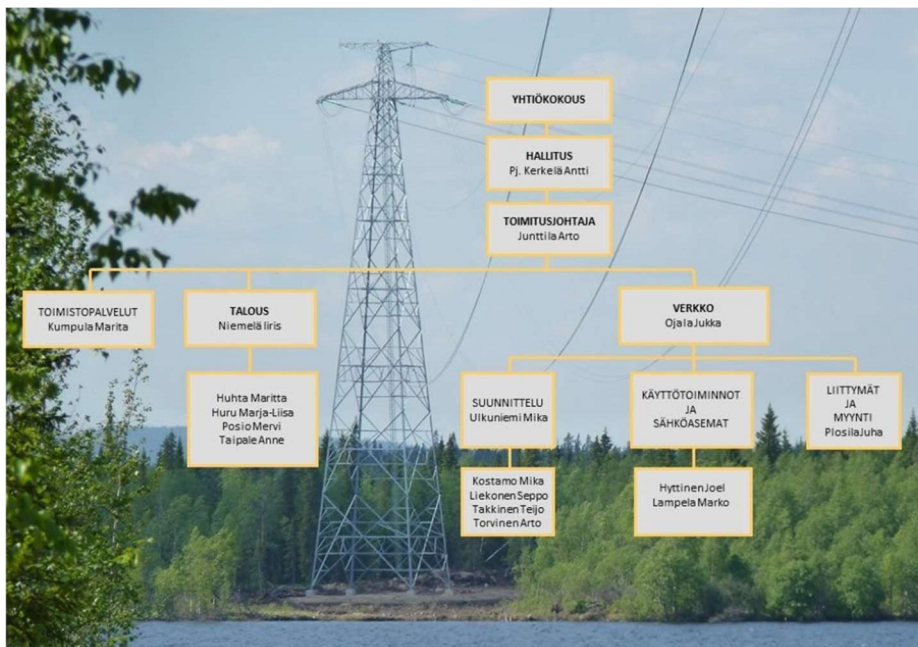 YHTIÖKOKOUS
HALLITUS
Pj. Kerkelä Antti
TOIMITUSJOHTAJA
Junttila Arto
TOIMISTOPALVELUT
Kumpula Marita
TALOUS
Niemelä Iiris
VERKKO
Ojala Jukka
Huhta Maritta
Huru Marja-Liisa
Posio Mervi
Taipale Anne
SUUNNITTELU
Ulkuniemi Mika
KÄYTTÖTOIMINNOT
JA
SÄHKÖASEMAT
LIITTYMÄT
JA
MYYNTI
Plosila Juha
Kostamo Mika
Liekonen Seppo
Takkinen Teijo
Torvinen Arto
Hyttinen Joel
Lampela Marko